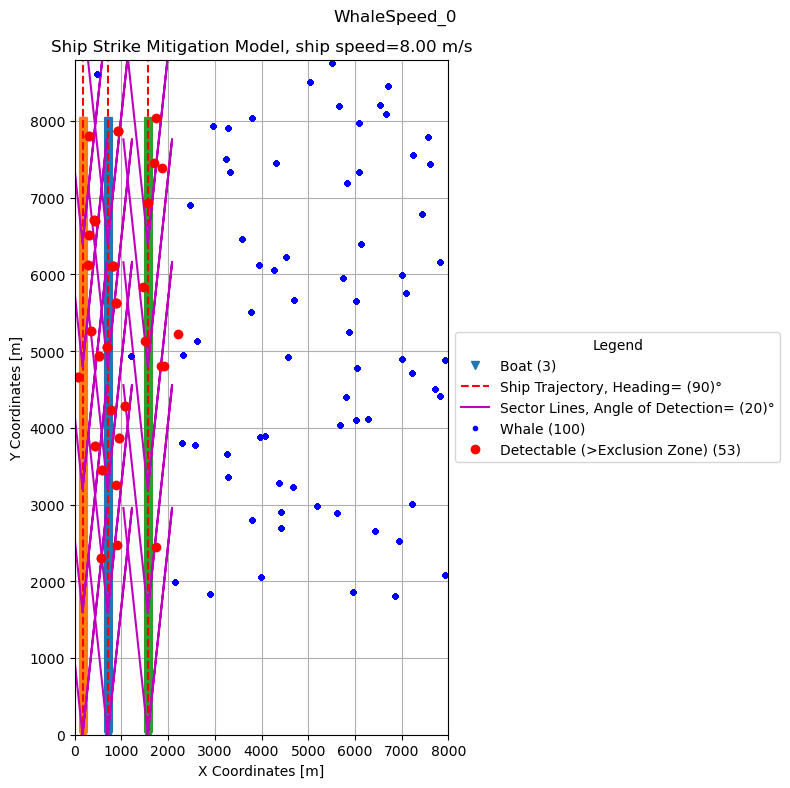 WhaleSpeed_0
Ship Strike Mitigation Model, ship speed=8.00 m/s
8000
7000
6000
5000
4000
3000
2000
1000
0
Y Coordinates [m]
0 1000 2000 3000 4000 5000 6000 7000 8000
X Coordinates [m]
Legend
Boat (3)
Ship Trajectory, Heading= (90)°
Sector Lines, Angle of Detection= (20)°
Whale (100)
Detectable (>Exclusion Zone) (53)